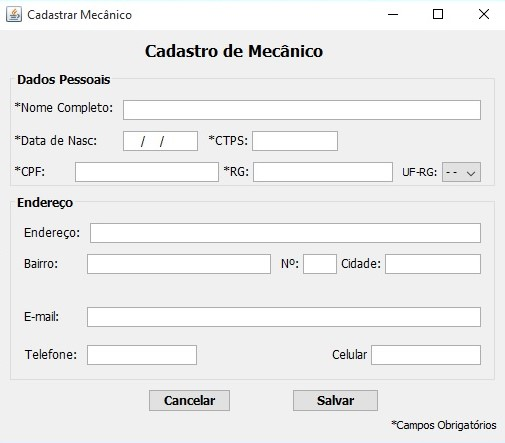 Cadastrar Mecânico
Cadastro de Mecânico
Dados Pessoais
*Nome Completo:
*Data de Nasc: / / *CTPS:
*CPF: *RG: UF-RG: --
Endereço
Endereço:
Bairro: Nº: Cidade:
E-mail:
Telefone: Celular
Cancelar Salvar
*Campos Obrigatórios